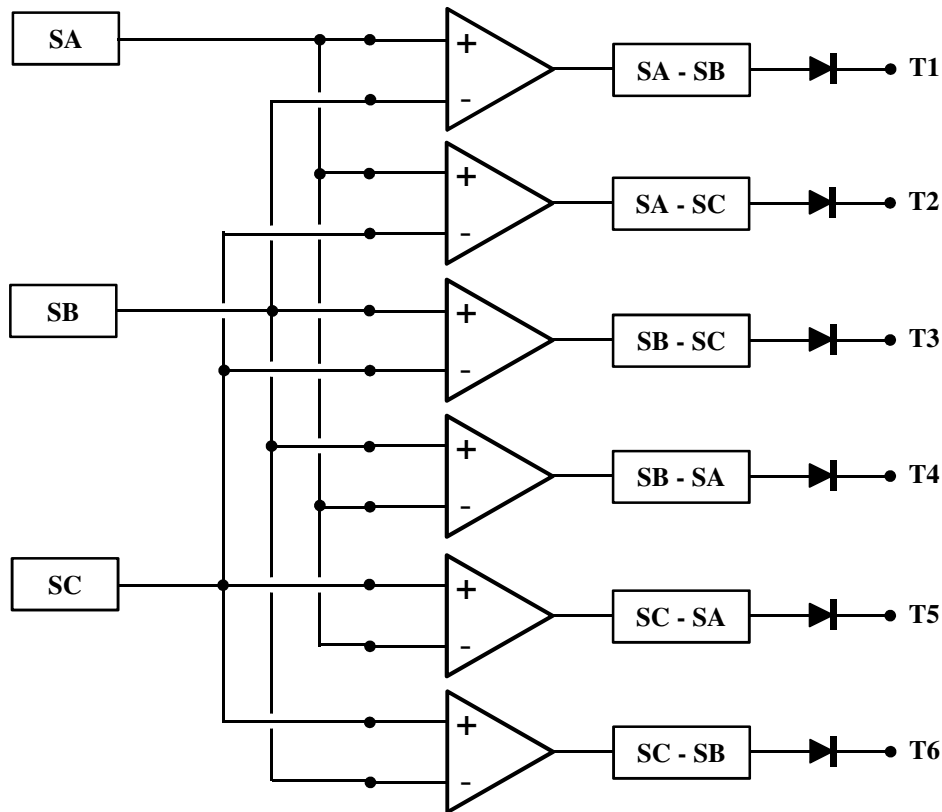 SA
+
-
SA - SB
T1
+
-
SA - SC
T2
SB
+
-
SB - SC
T3
+
-
SB - SA
T4
SC
+
-
SC - SA
T5
+
-
SC - SB
T6